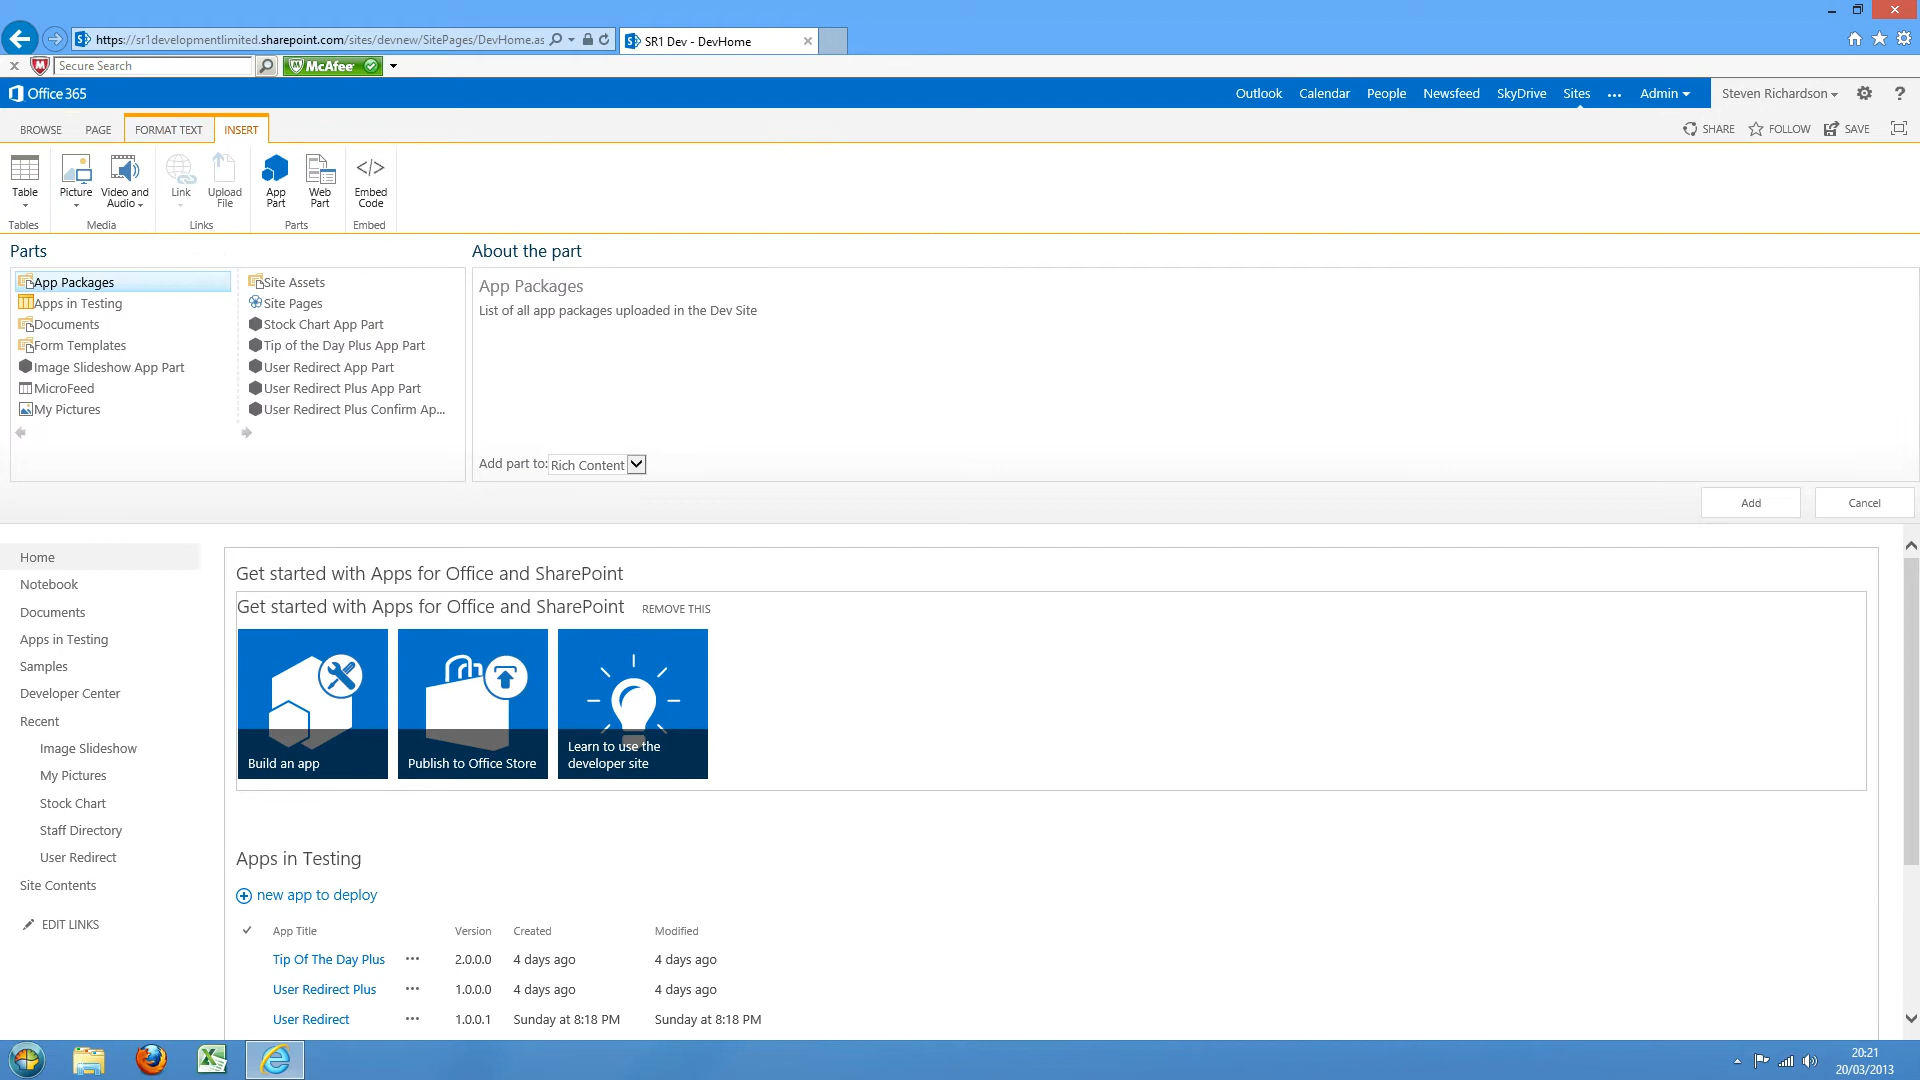 https://sr1developmentlimited.sharepoint.com/sites/devnew/SitePages/DevHome.as
SR1 Dev - DevHome
Secure Search
McAfee
Office 365
Outlook Calendar People Newsfeed SkyDrive Sites ... Admin Steven Richardson ?
BROWSE PAGE FORMAT TEXT INSERT
SHARE FOLLOW SAVE
Table Picture Video and Audio Link Upload File App Part Web Part Embed Code
Tables Media Links Parts Embed
Parts
App Packages
Apps in Testing
Documents
Form Templates
Image Slideshow App Part
MicroFeed
My Pictures
Site Assets
Site Pages
Stock Chart App Part
Tip of the Day Plus App Part
User Redirect App Part
User Redirect Plus App Part
User Redirect Plus Confirm Ap...
About the part
App Packages
List of all app packages uploaded in the Dev Site
Add part to: Rich Content
Add Cancel
Home
Notebook
Documents
Apps in Testing
Samples
Developer Center
Recent
Image Slideshow
My Pictures
Stock Chart
Staff Directory
User Redirect
Site Contents
EDIT LINKS
Get started with Apps for Office and SharePoint
Get started with Apps for Office and SharePoint REMOVE THIS
Build an app
Publish to Office Store
Learn to use the
developer site
Apps in Testing
new app to deploy
App Title Version Created Modified
Tip Of The Day Plus ... 2.0.0.0 4 days ago 4 days ago
User Redirect Plus ... 1.0.0.0 4 days ago 4 days ago
User Redirect ... 1.0.0.1 Sunday at 8:18 PM Sunday at 8:18 PM
20:21
20/03/2013